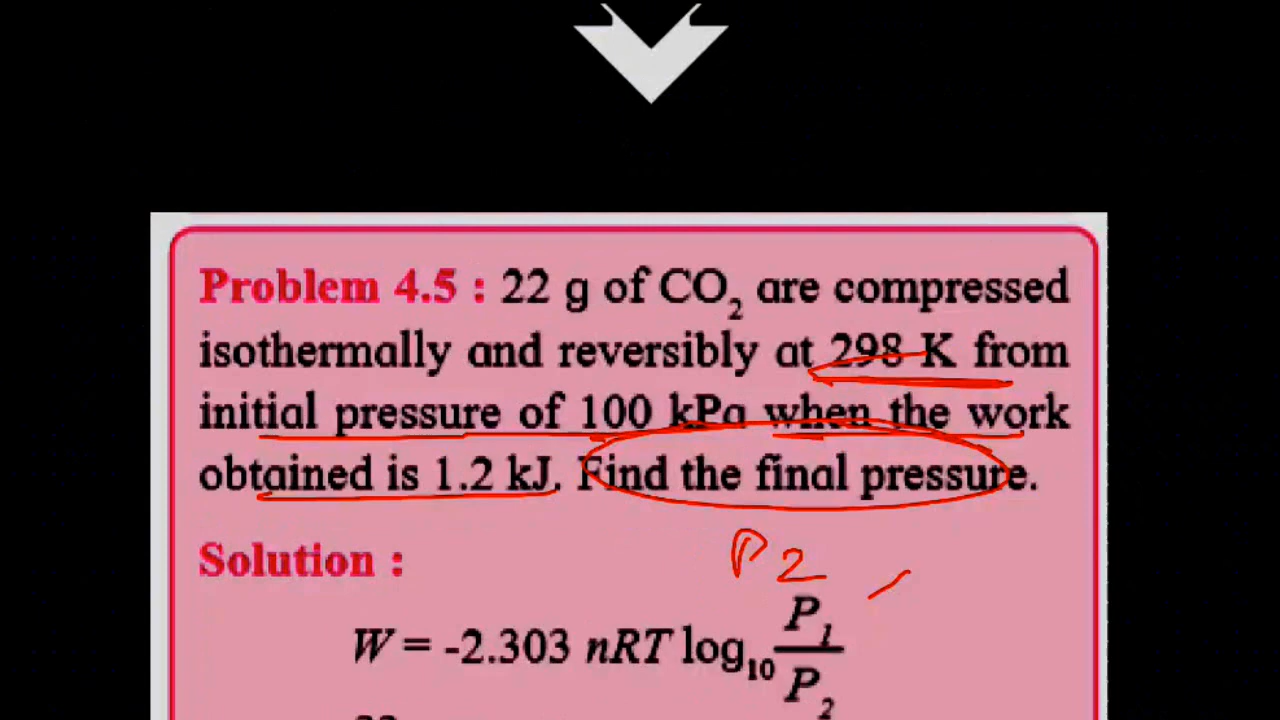 Problem 4.5 : 22 g of CO₂ are compressed
isothermally and reversibly at 298 K from
initial pressure of 100 kPa when the work
obtained is 1.2 kJ. Find the final pressure.
Solution :
P2
W = -2.303 nRT log₁₀ P₁/P₂